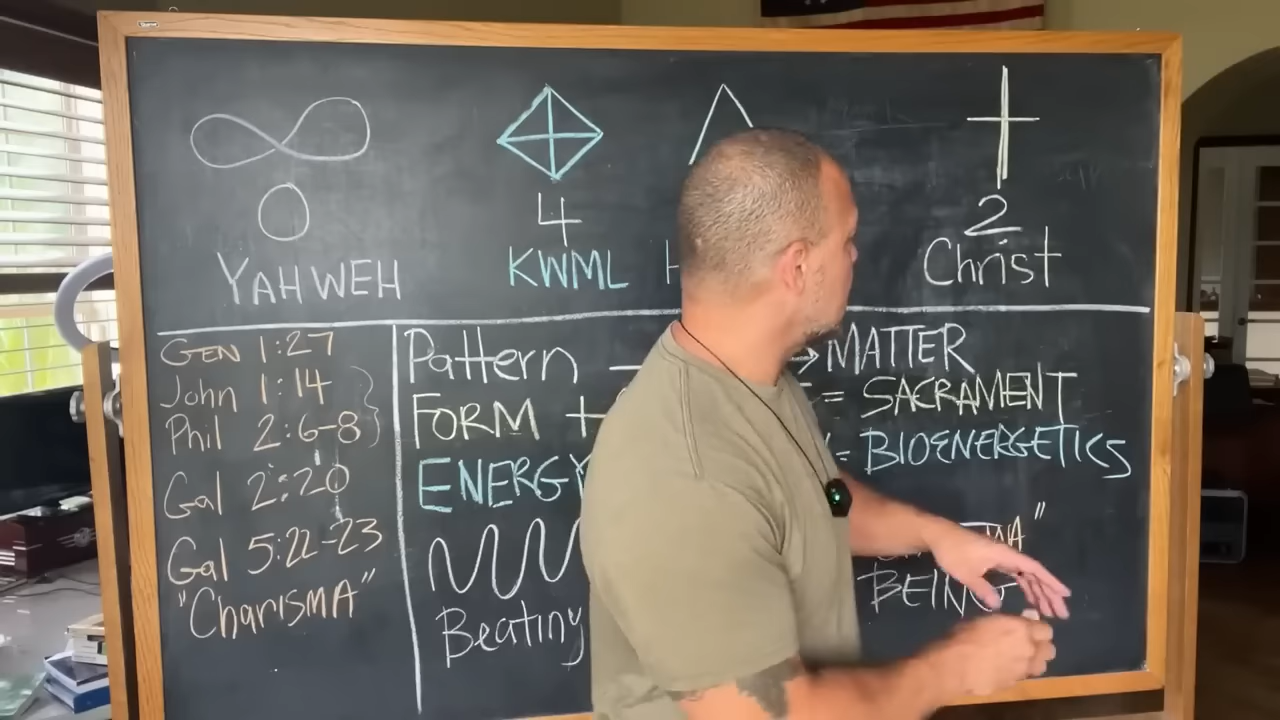 0
4
2
YAHWEH
KWML
H
Christ
GEN 1:27
John 1:14
Phil 2:6-8
Gal 2:20
Gal 5:22-23
"CharismA"
Pattern → MATTER
FORM + = SACRAMENT
ENERGY = BIOENERGETICS
Beating
BEING